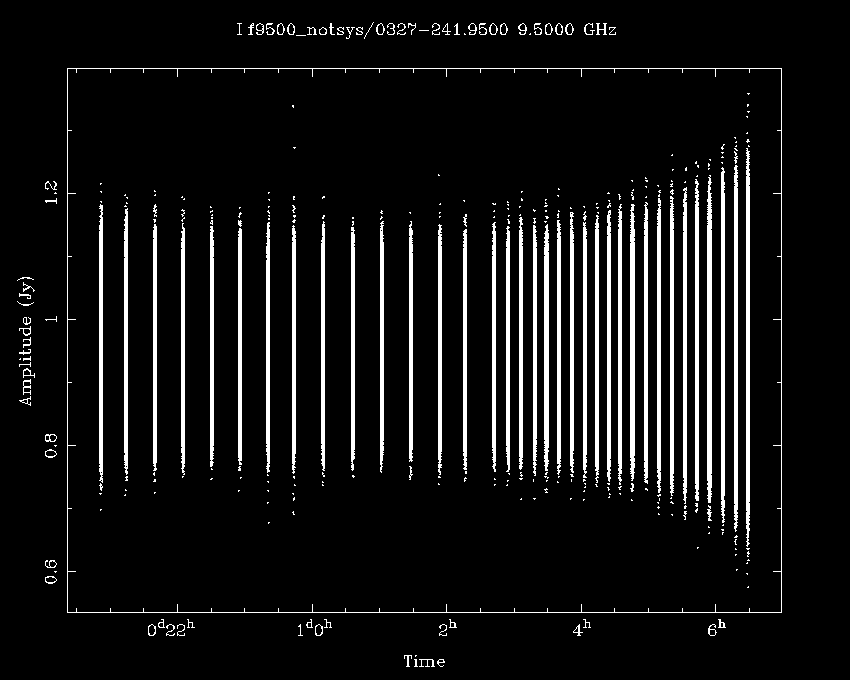 I f9500_notsys/0327-241.9500 9.5000 GHz
1.2
1
0.8
0.6
Amplitude (Jy)
0ᵈ22ʰ 1ᵈ0ʰ 2ʰ 4ʰ 6ʰ
Time